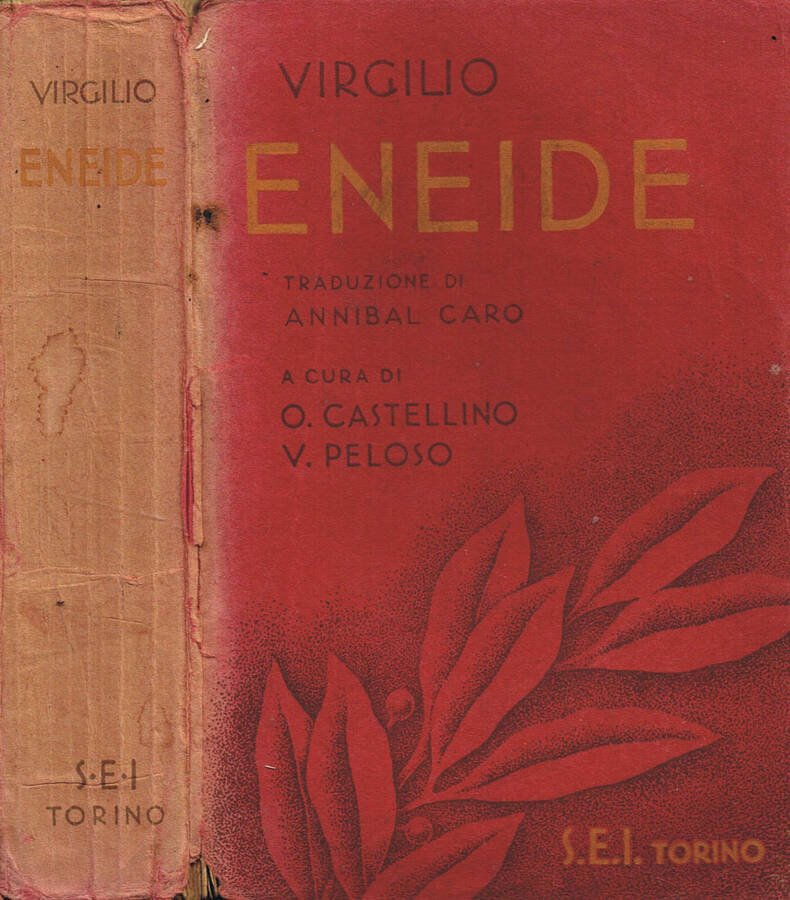 VIRGILIO
ENEIDE
S·E·I
TORINO
VIRGILIO
ENEIDE
TRADUZIONE DI
ANNIBAL CARO
A CURA DI
O. CASTELLINO
V. PELOSO
S.E.I. TORINO